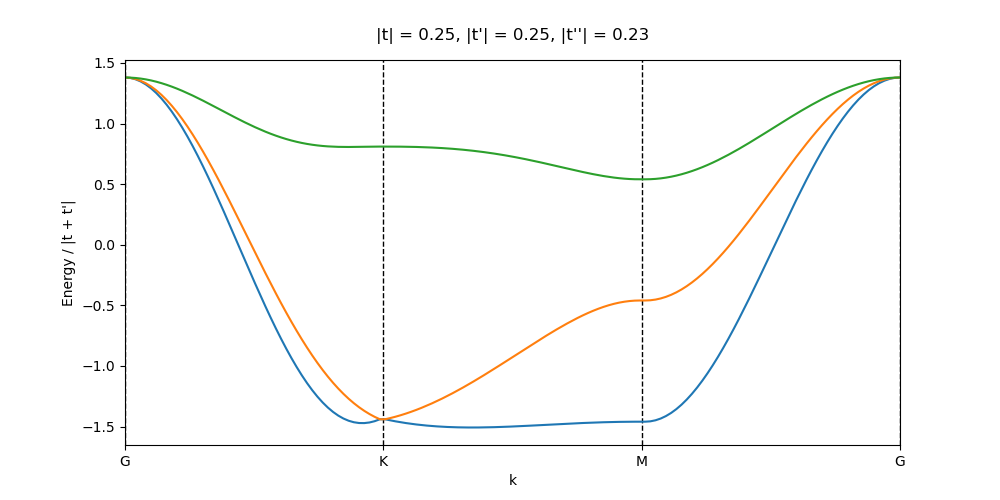 |t| = 0.25, |t'| = 0.25, |t''| = 0.23
1.5
1.0
0.5
0.0
−0.5
−1.0
−1.5
Energy / |t + t'|
G K M G
k